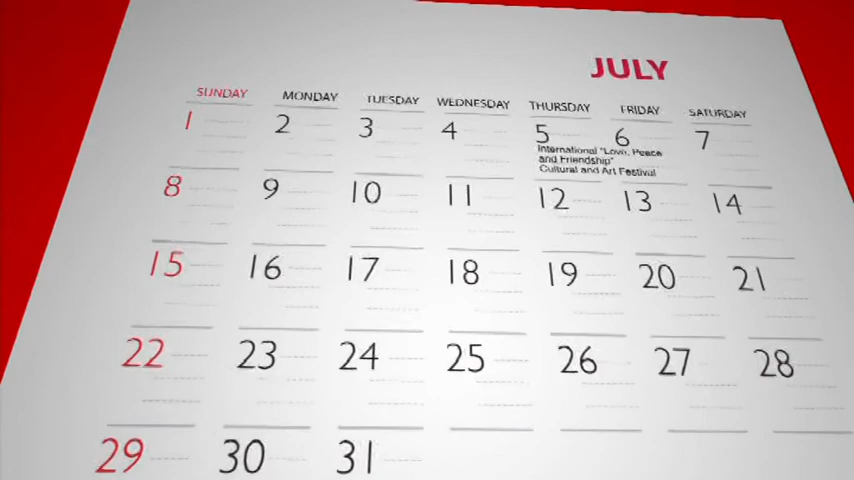 JULY
SUNDAY MONDAY TUESDAY WEDNESDAY THURSDAY FRIDAY SATURDAY
1 2 3 4 5 6 7
International "Love, Peace
and Friendship"
Cultural and Art Festival
8 9 10 11 12 13 14
15 16 17 18 19 20 21
22 23 24 25 26 27 28
29 30 31